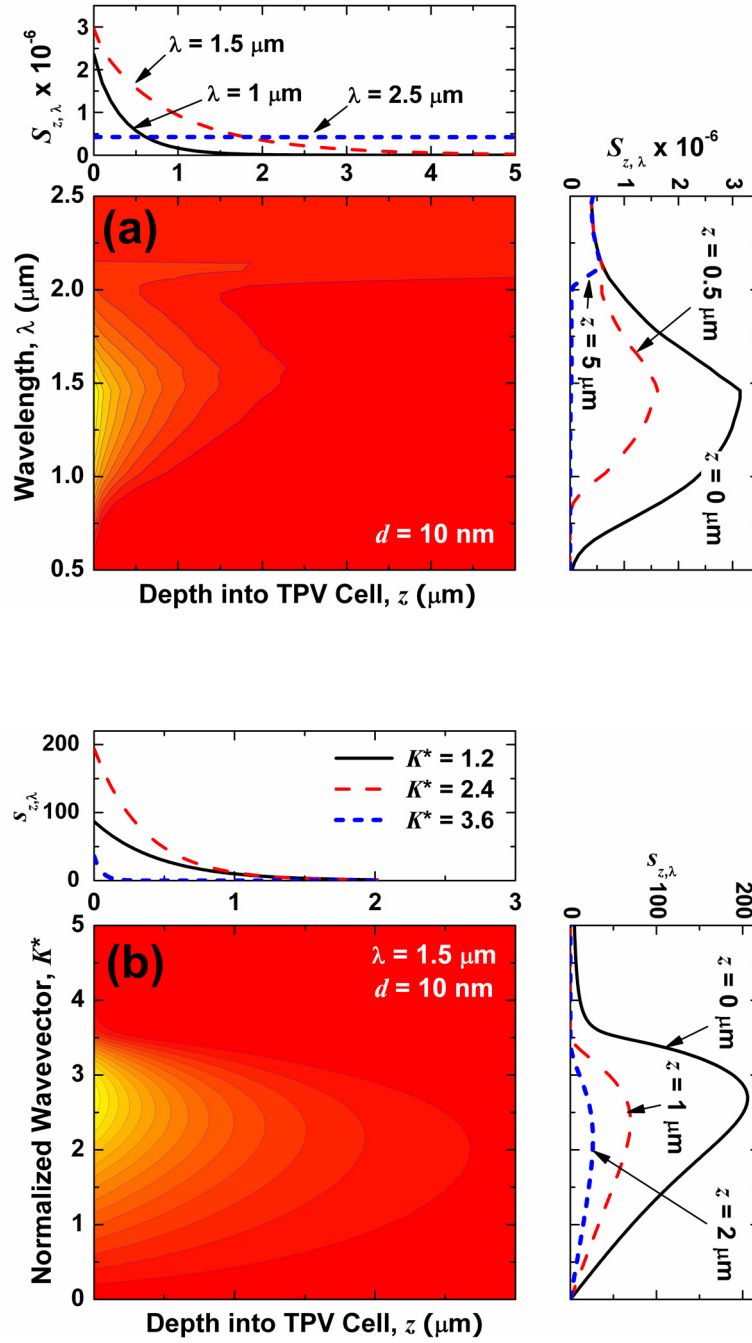 S_{z, λ} x 10^{-6}
3
2
1
0
λ = 1.5 μm
λ = 1 μm
λ = 2.5 μm
0 1 2 3 4 5
2.5
2.0
1.5
1.0
0.5
Wavelength, λ (μm)
(a)
d = 10 nm
Depth into TPV Cell, z (μm)
S_{z, λ} x 10^{-6}
0 1 2 3
z = 0.5 μm
z = 5 μm
z = 0 μm
s_{z,λ}
200
100
0
K* = 1.2
K* = 2.4
K* = 3.6
0 1 2 3
5
4
3
2
1
0
Normalized Wavevector, K*
(b)
λ = 1.5 μm
d = 10 nm
Depth into TPV Cell, z (μm)
s_{z,λ}
0 100 200
z = 0 μm
z = 1 μm
z = 2 μm